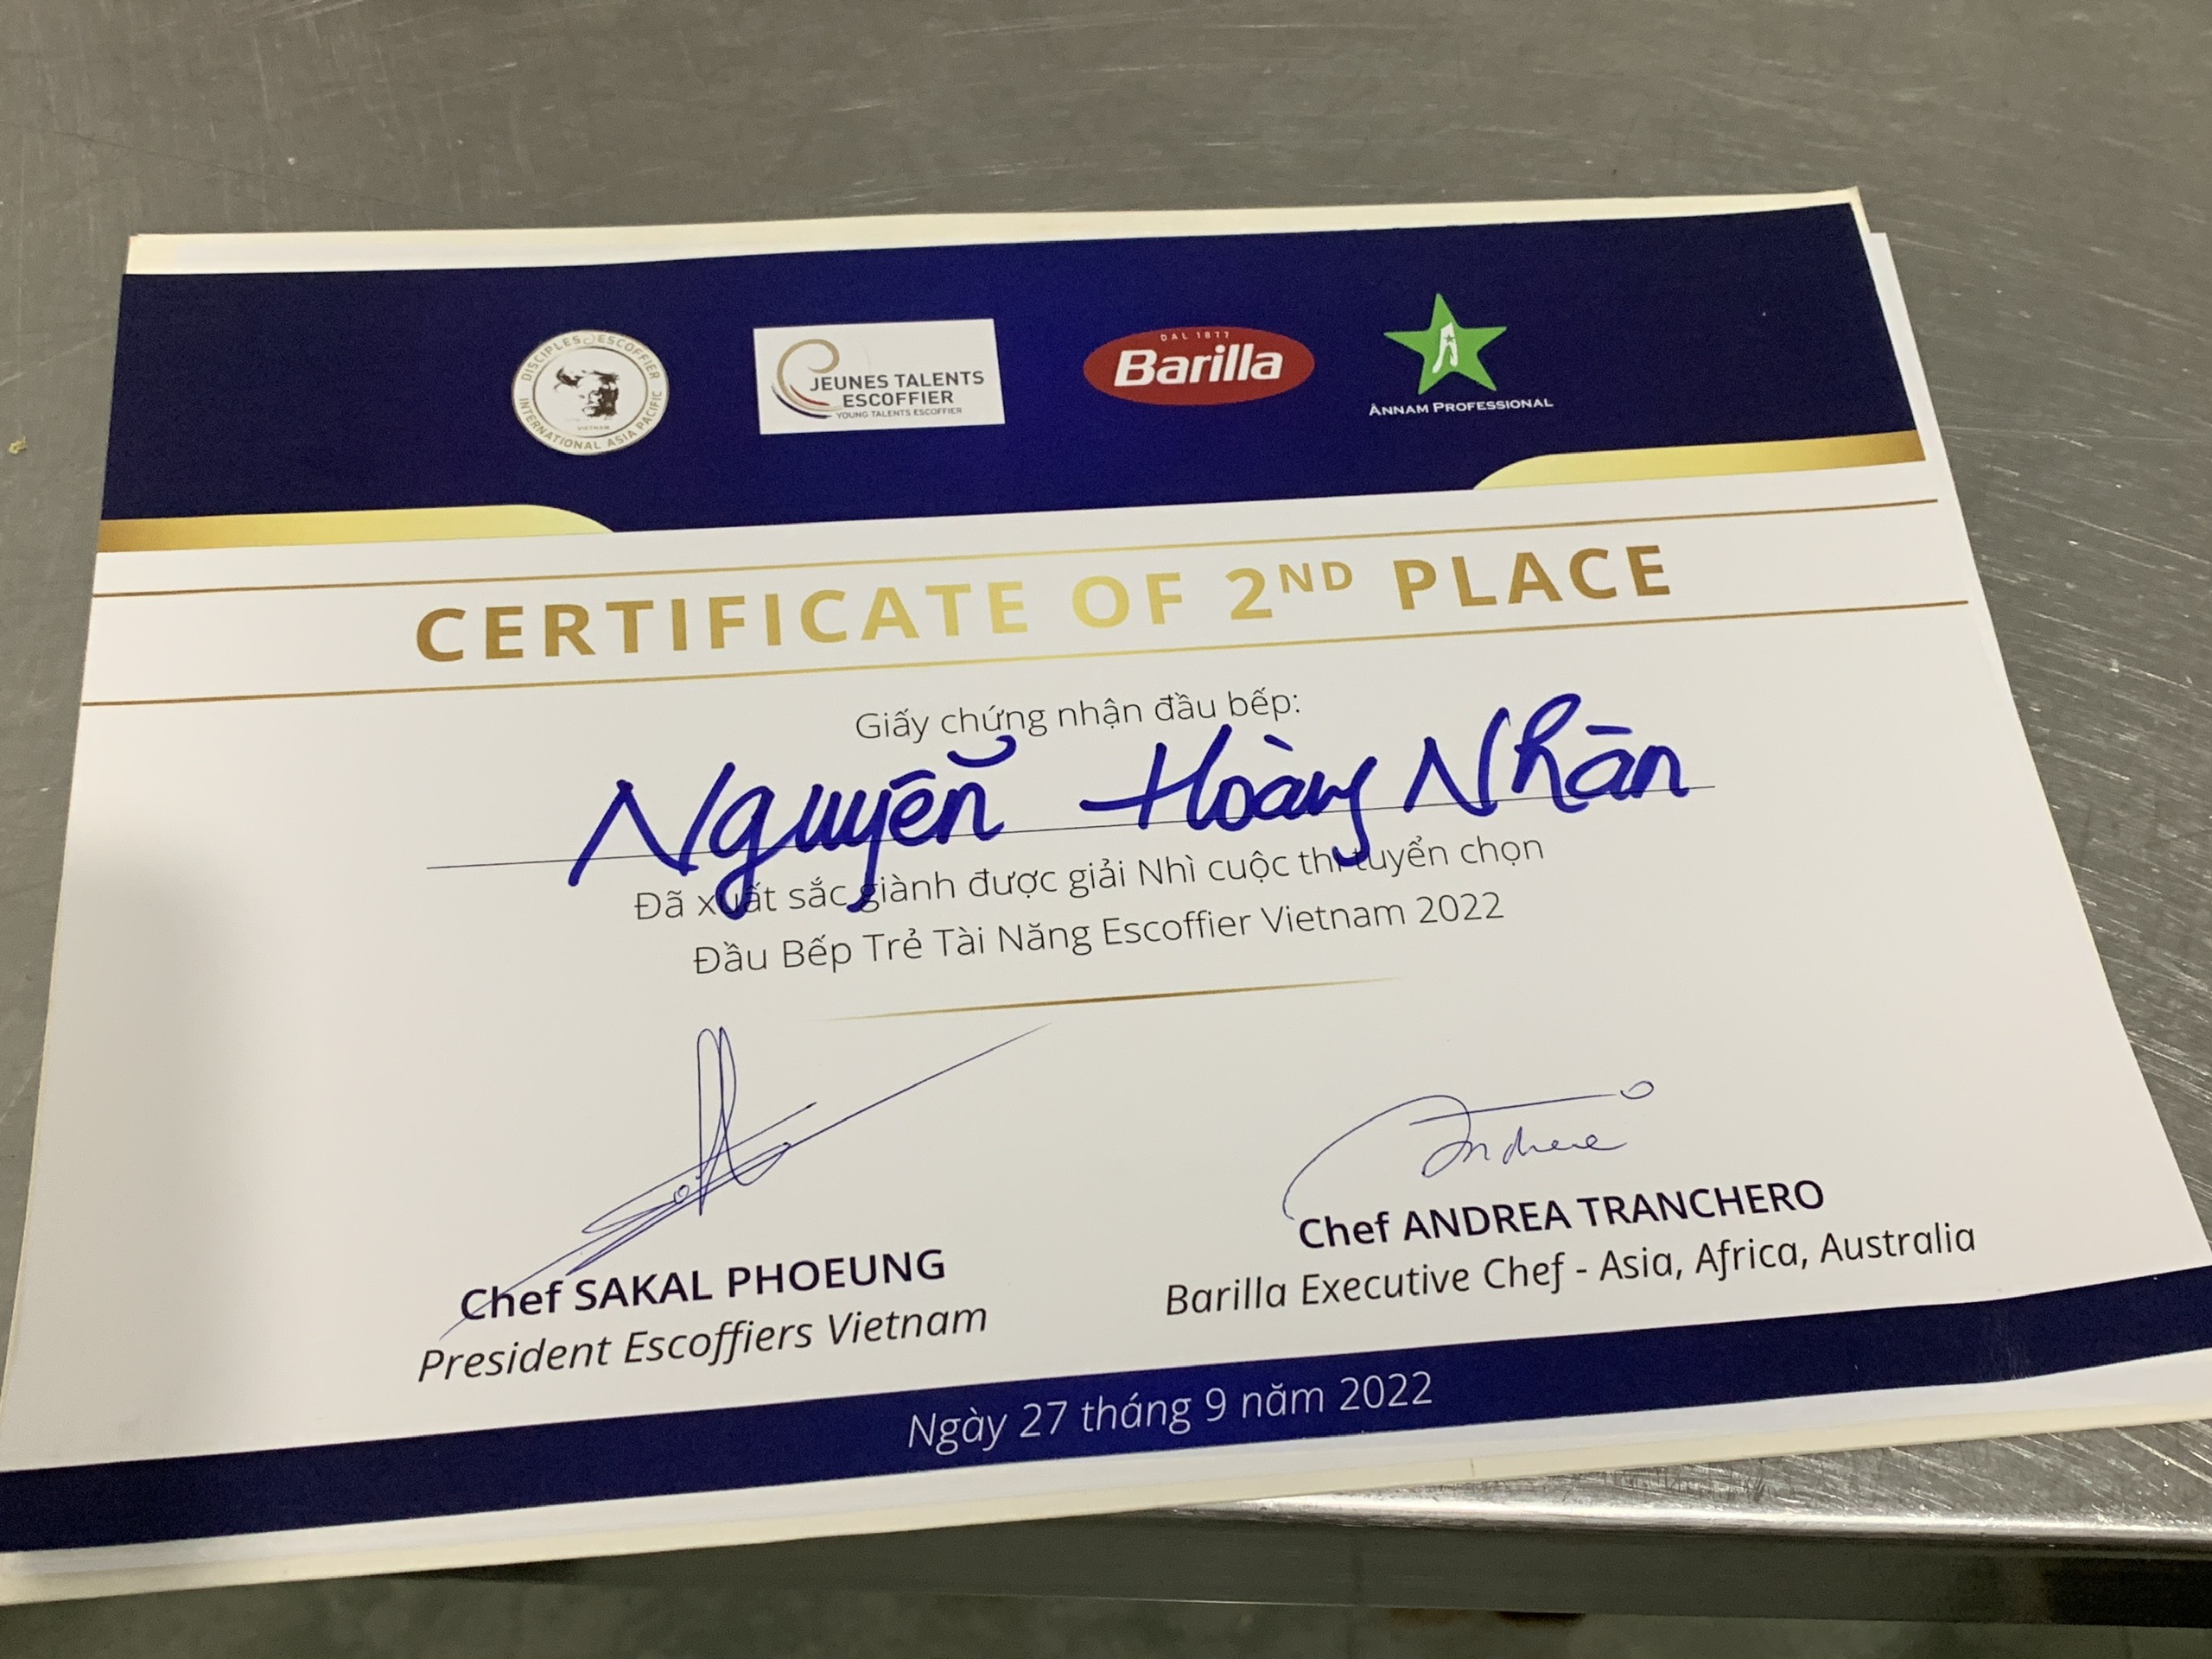 DISCIPLES ESCOFFIER
INTERNATIONAL ASIA PACIFIC
VIETNAM
JEUNES TALENTS
ESCOFFIER
YOUNG TALENTS ESCOFFIER
DAL 1877
Barilla
ANNAM PROFESSIONAL
CERTIFICATE OF 2ND PLACE
Giấy chứng nhận đầu bếp:
Nguyễn Hoàng Nhân
Đã xuất sắc giành được giải Nhì cuộc thi tuyển chọn
Đầu Bếp Trẻ Tài Năng Escoffier Vietnam 2022
Andrea
Chef SAKAL PHOEUNG
President Escoffiers Vietnam
Chef ANDREA TRANCHERO
Barilla Executive Chef - Asia, Africa, Australia
Ngày 27 tháng 9 năm 2022